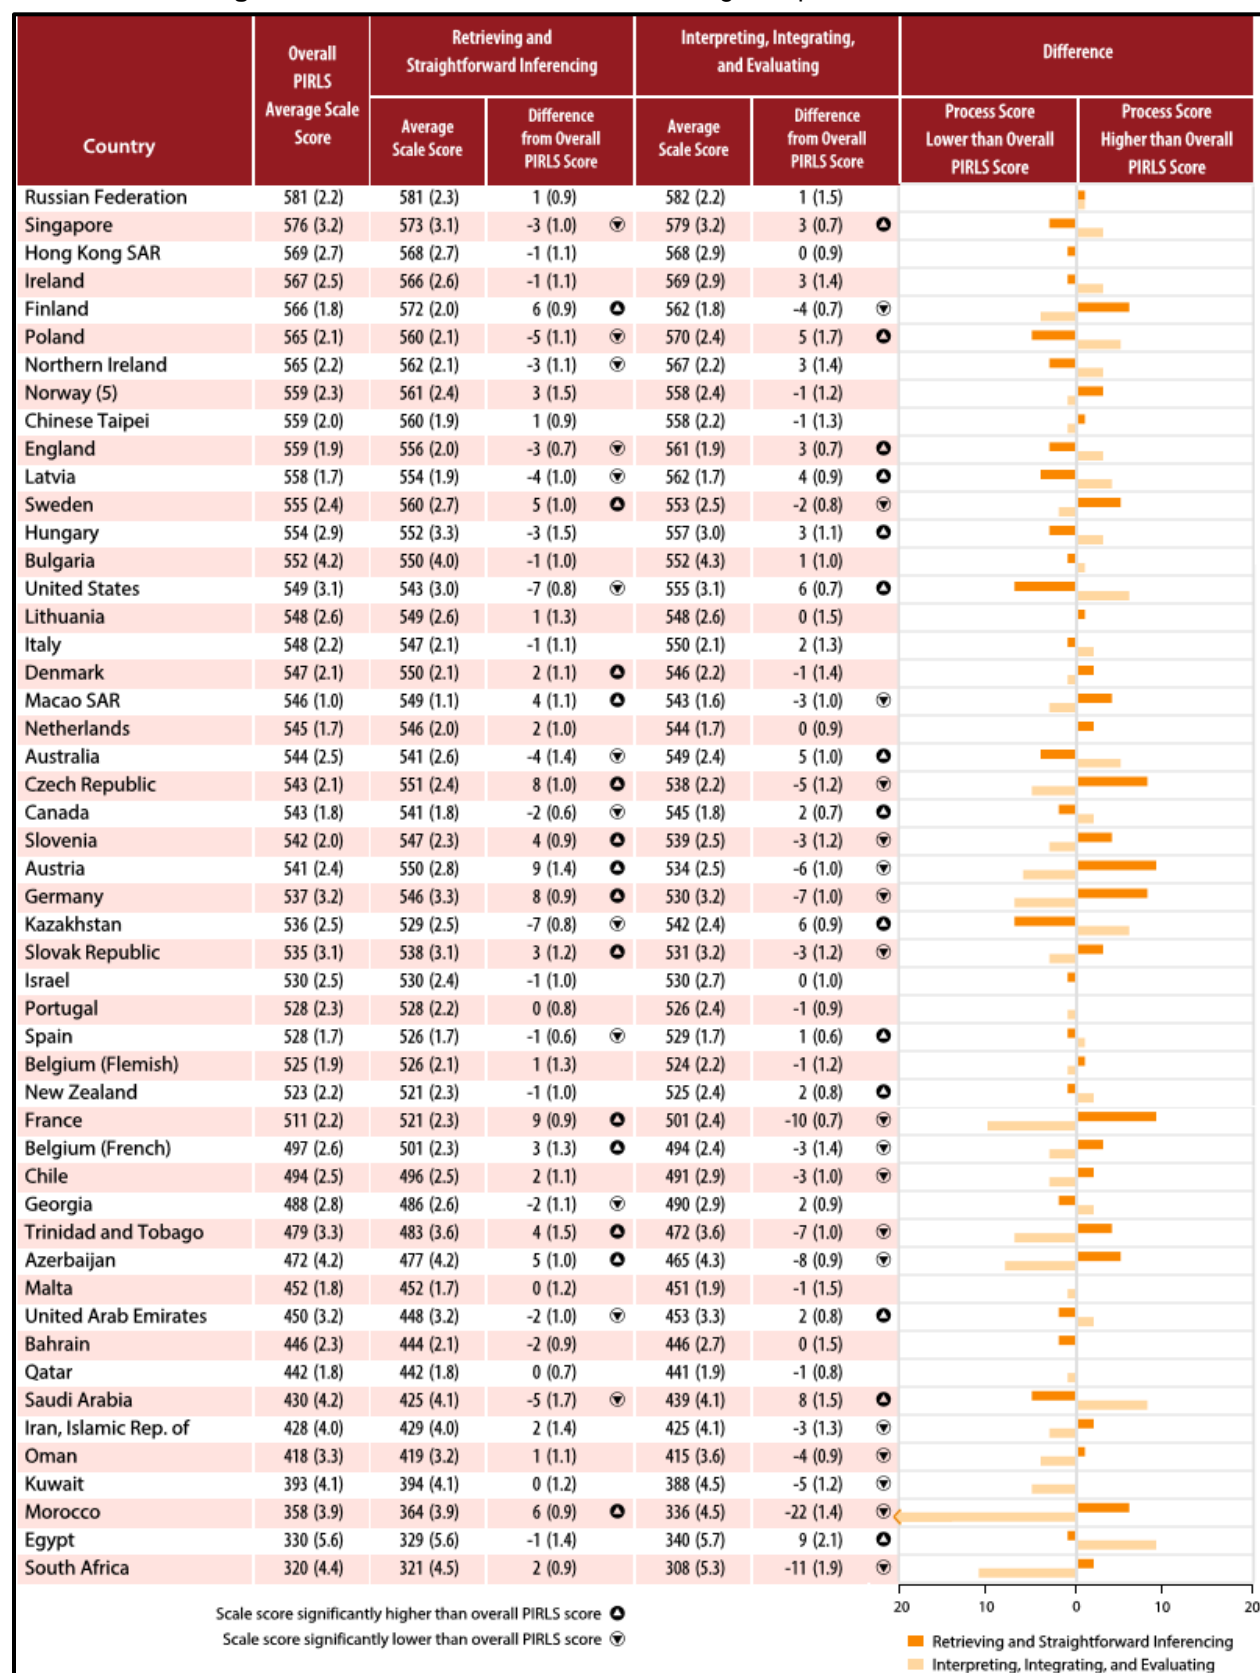 Country Overall PIRLS Average Scale Score Retrieving and Straightforward Inferencing Interpreting, Integrating, and Evaluating Difference
Average Scale Score Difference from Overall PIRLS Score Average Scale Score Difference from Overall PIRLS Score Process Score Lower than Overall PIRLS Score Process Score Higher than Overall PIRLS Score
Russian Federation 581 (2.2) 581 (2.3) 1 (0.9) 582 (2.2) 1 (1.5)
Singapore 576 (3.2) 573 (3.1) -3 (1.0) 579 (3.2) 3 (0.7)
Hong Kong SAR 569 (2.7) 568 (2.7) -1 (1.1) 568 (2.9) 0 (0.9)
Ireland 567 (2.5) 566 (2.6) -1 (1.1) 569 (2.9) 3 (1.4)
Finland 566 (1.8) 572 (2.0) 6 (0.9) 562 (1.8) -4 (0.7)
Poland 565 (2.1) 560 (2.1) -5 (1.1) 570 (2.4) 5 (1.7)
Northern Ireland 565 (2.2) 562 (2.1) -3 (1.1) 567 (2.2) 3 (1.4)
Norway (5) 559 (2.3) 561 (2.4) 3 (1.5) 558 (2.4) -1 (1.2)
Chinese Taipei 559 (2.0) 560 (1.9) 1 (0.9) 558 (2.2) -1 (1.3)
England 559 (1.9) 556 (2.0) -3 (0.7) 561 (1.9) 3 (0.7)
Latvia 558 (1.7) 554 (1.9) -4 (1.0) 562 (1.7) 4 (0.9)
Sweden 555 (2.4) 560 (2.7) 5 (1.0) 553 (2.5) -2 (0.8)
Hungary 554 (2.9) 552 (3.3) -3 (1.5) 557 (3.0) 3 (1.1)
Bulgaria 552 (4.2) 550 (4.0) -1 (1.0) 552 (4.3) 1 (1.0)
United States 549 (3.1) 543 (3.0) -7 (0.8) 555 (3.1) 6 (0.7)
Lithuania 548 (2.6) 549 (2.6) 1 (1.3) 548 (2.6) 0 (1.5)
Italy 548 (2.2) 547 (2.1) -1 (1.1) 550 (2.1) 2 (1.3)
Denmark 547 (2.1) 550 (2.1) 2 (1.1) 546 (2.2) -1 (1.4)
Macao SAR 546 (1.0) 549 (1.1) 4 (1.1) 543 (1.6) -3 (1.0)
Netherlands 545 (1.7) 546 (2.0) 2 (1.0) 544 (1.7) 0 (0.9)
Australia 544 (2.5) 541 (2.6) -4 (1.4) 549 (2.4) 5 (1.0)
Czech Republic 543 (2.1) 551 (2.4) 8 (1.0) 538 (2.2) -5 (1.2)
Canada 543 (1.8) 541 (1.8) -2 (0.6) 545 (1.8) 2 (0.7)
Slovenia 542 (2.0) 547 (2.3) 4 (0.9) 539 (2.5) -3 (1.2)
Austria 541 (2.4) 550 (2.8) 9 (1.4) 534 (2.5) -6 (1.0)
Germany 537 (3.2) 546 (3.3) 8 (0.9) 530 (3.2) -7 (1.0)
Kazakhstan 536 (2.5) 529 (2.5) -7 (0.8) 542 (2.4) 6 (0.9)
Slovak Republic 535 (3.1) 538 (3.1) 3 (1.2) 531 (3.2) -3 (1.2)
Israel 530 (2.5) 530 (2.4) -1 (1.0) 530 (2.7) 0 (1.0)
Portugal 528 (2.3) 528 (2.2) 0 (0.8) 526 (2.4) -1 (0.9)
Spain 528 (1.7) 526 (1.7) -1 (0.6) 529 (1.7) 1 (0.6)
Belgium (Flemish) 525 (1.9) 526 (2.1) 1 (1.3) 524 (2.2) -1 (1.2)
New Zealand 523 (2.2) 521 (2.3) -1 (1.0) 525 (2.4) 2 (0.8)
France 511 (2.2) 521 (2.3) 9 (0.9) 501 (2.4) -10 (0.7)
Belgium (French) 497 (2.6) 501 (2.3) 3 (1.3) 494 (2.4) -3 (1.4)
Chile 494 (2.5) 496 (2.5) 2 (1.1) 491 (2.9) -3 (1.0)
Georgia 488 (2.8) 486 (2.6) -2 (1.1) 490 (2.9) 2 (0.9)
Trinidad and Tobago 479 (3.3) 483 (3.6) 4 (1.5) 472 (3.6) -7 (1.0)
Azerbaijan 472 (4.2) 477 (4.2) 5 (1.0) 465 (4.3) -8 (0.9)
Malta 452 (1.8) 452 (1.7) 0 (1.2) 451 (1.9) -1 (1.5)
United Arab Emirates 450 (3.2) 448 (3.2) -2 (1.0) 453 (3.3) 2 (0.8)
Bahrain 446 (2.3) 444 (2.1) -2 (0.9) 446 (2.7) 0 (1.5)
Qatar 442 (1.8) 442 (1.8) 0 (0.7) 441 (1.9) -1 (0.8)
Saudi Arabia 430 (4.2) 425 (4.1) -5 (1.7) 439 (4.1) 8 (1.5)
Iran, Islamic Rep. of 428 (4.0) 429 (4.0) 2 (1.4) 425 (4.1) -3 (1.3)
Oman 418 (3.3) 419 (3.2) 1 (1.1) 415 (3.6) -4 (0.9)
Kuwait 393 (4.1) 394 (4.1) 0 (1.2) 388 (4.5) -5 (1.2)
Morocco 358 (3.9) 364 (3.9) 6 (0.9) 336 (4.5) -22 (1.4)
Egypt 330 (5.6) 329 (5.6) -1 (1.4) 340 (5.7) 9 (2.1)
South Africa 320 (4.4) 321 (4.5) 2 (0.9) 308 (5.3) -11 (1.9)
20 10 0 10 20
Scale score significantly higher than overall PIRLS score
Scale score significantly lower than overall PIRLS score
Retrieving and Straightforward Inferencing
Interpreting, Integrating, and Evaluating